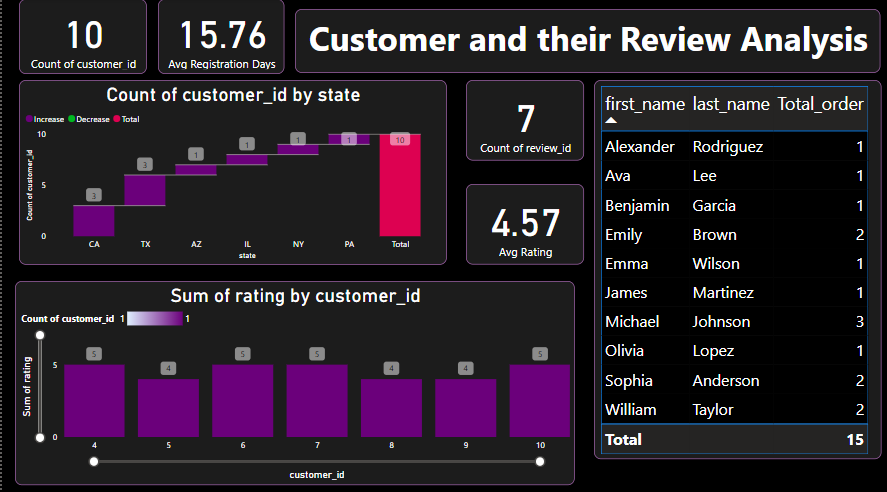 10
Count of customer_id
15.76
Avg Registration Days
Customer and their Review Analysis
Count of customer_id by state
Increase Decrease Total
Count of customer_id
10
5
0
3
3
1
1
1
1
10
CA TX AZ IL NY PA Total
state
7
Count of review_id
4.57
Avg Rating
first_name last_name Total_order
Alexander Rodriguez 1
Ava Lee 1
Benjamin Garcia 1
Emily Brown 2
Emma Wilson 1
James Martinez 1
Michael Johnson 3
Olivia Lopez 1
Sophia Anderson 2
William Taylor 2
Total 15
Sum of rating by customer_id
Count of customer_id 1 1
Sum of rating
5
0
5 4 5 5 4 4 5
4 5 6 7 8 9 10
customer_id